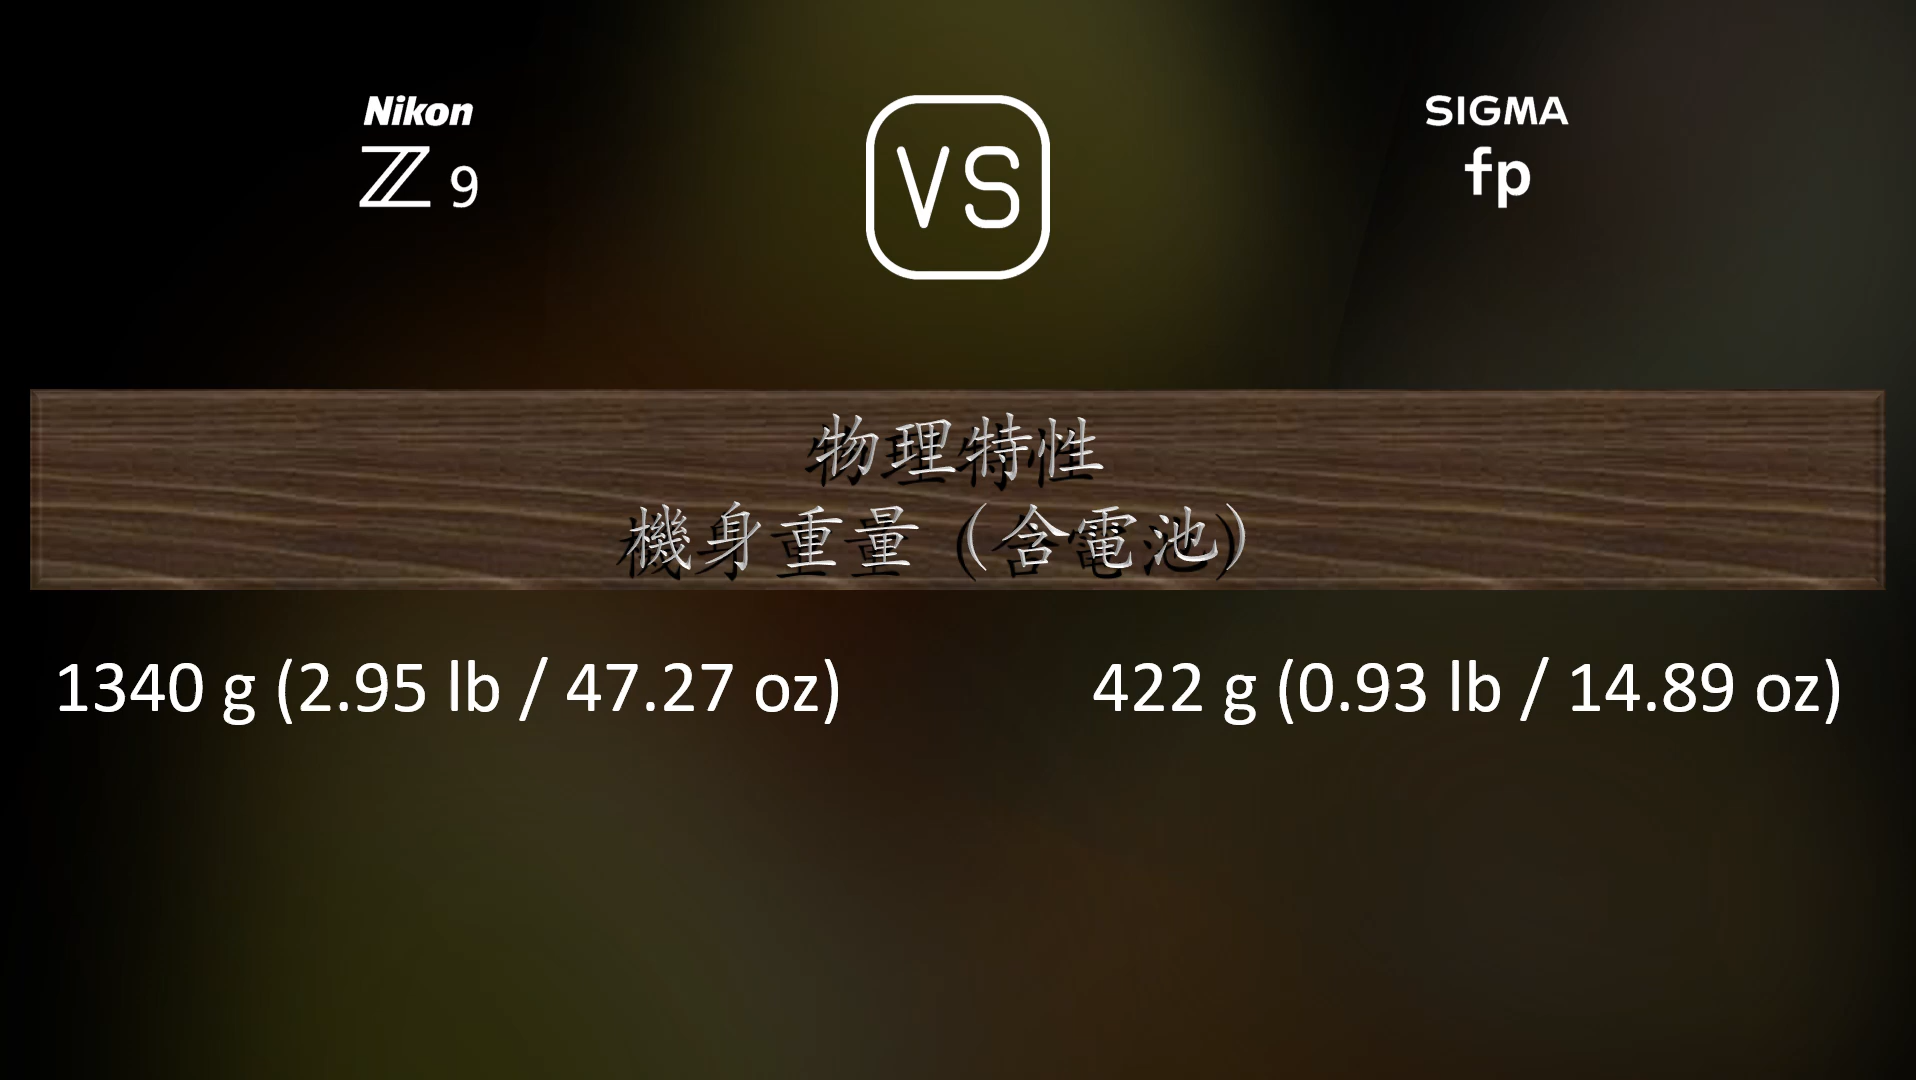 Nikon
Z 9
VS
SIGMA
fp
物理特性
機身重量（含電池）
1340 g (2.95 lb / 47.27 oz)
422 g (0.93 lb / 14.89 oz)